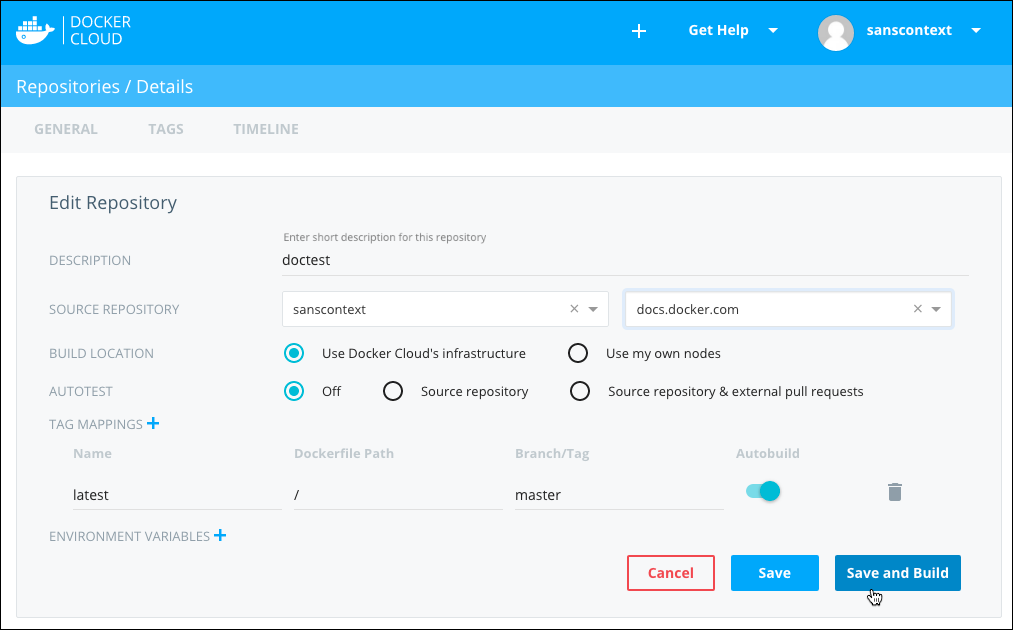 DOCKER
CLOUD
+ Get Help sanscontext
Repositories / Details
GENERAL TAGS TIMELINE
Edit Repository
Enter short description for this repository
DESCRIPTION doctest
SOURCE REPOSITORY sanscontext × docs.docker.com ×
BUILD LOCATION Use Docker Cloud's infrastructure Use my own nodes
AUTOTEST Off Source repository Source repository & external pull requests
TAG MAPPINGS +
Name Dockerfile Path Branch/Tag Autobuild
latest / master
ENVIRONMENT VARIABLES +
Cancel Save Save and Build